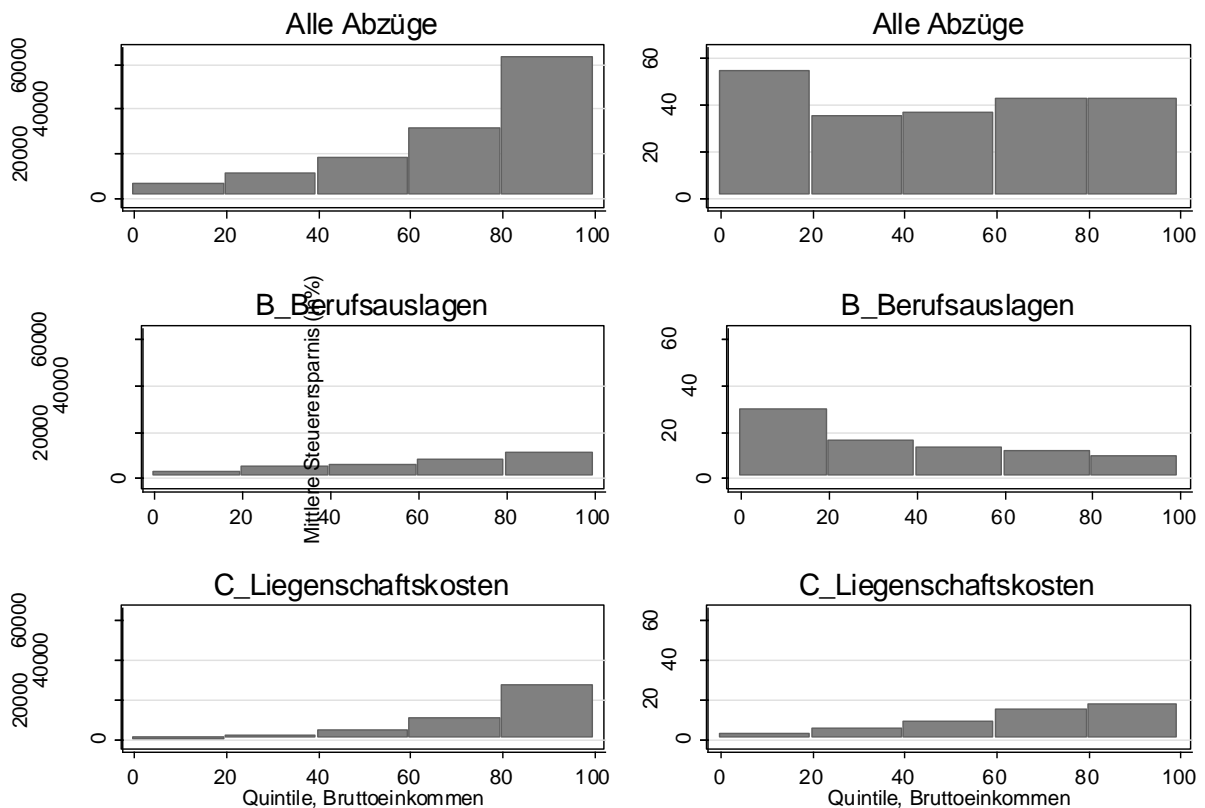 Alle Abzüge
60000
40000
20000
0
0 20 40 60 80 100
Alle Abzüge
60
40
20
0
0 20 40 60 80 100
B_Berufsauslagen
60000
40000
20000
0
0 20 40 60 80 100
Mittlere Steuerersparnis (in%)
B_Berufsauslagen
60
40
20
0
0 20 40 60 80 100
C_Liegenschaftskosten
60000
40000
20000
0
0 20 40 60 80 100
Quintile, Bruttoeinkommen
C_Liegenschaftskosten
60
40
20
0
0 20 40 60 80 100
Quintile, Bruttoeinkommen